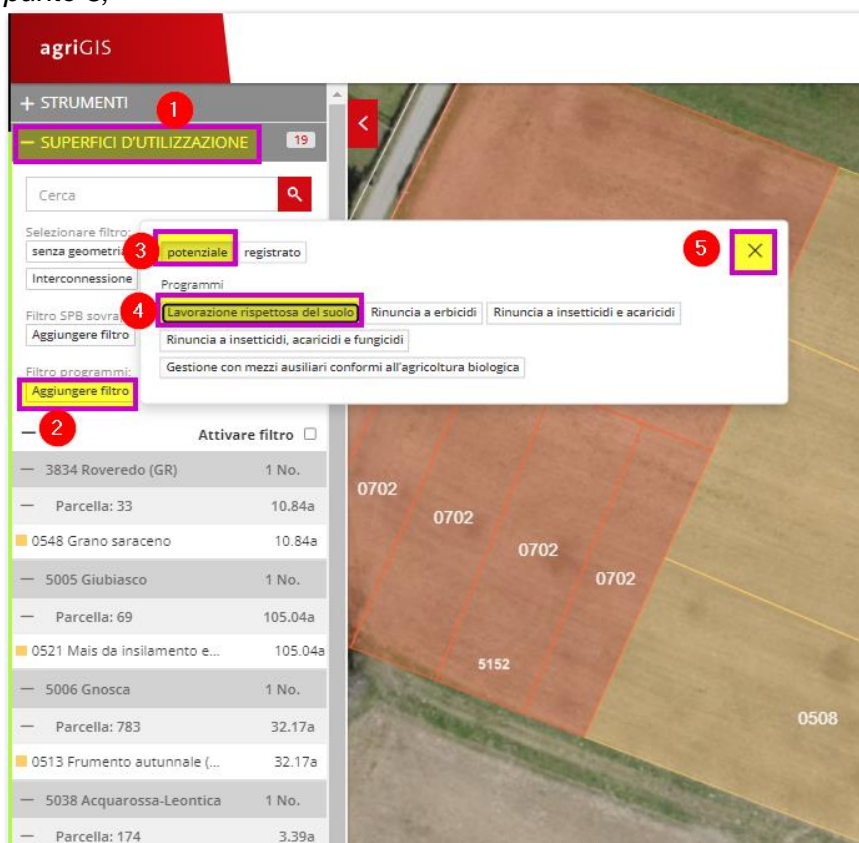 punto
agriGIS
+ STRUMENTI
1
— SUPERFICI D'UTILIZZAZIONE 19
Cerca
Selezionare filtro:
senza geometri
Interconnessione
3
potenziale registrato
5
Programmi
4
Lavorazione rispettosa del suolo Rinuncia a erbicidi Rinuncia a insetticidi e acaricidi
Rinuncia a insetticidi, acaricidi e fungicidi
Gestione con mezzi ausiliari conformi all'agricoltura biologica
Filtro SPB sovra
Aggiungere filtro
Filtro programmi:
Aggiungere filtro
2
Attivare filtro
— 3834 Roveredo (GR) 1 No.
— Parcella: 33 10.84a
0548 Grano saraceno 10.84a
— 5005 Giubiasco 1 No.
— Parcella: 69 105.04a
0521 Mais da insilamento e... 105.04a
— 5006 Gnosca 1 No.
— Parcella: 783 32.17a
0513 Frumento autunnale (... 32.17a
— 5038 Acquarossa-Leontica 1 No.
— Parcella: 174 3.39a
0702
0702
0702
0702
5152
0508